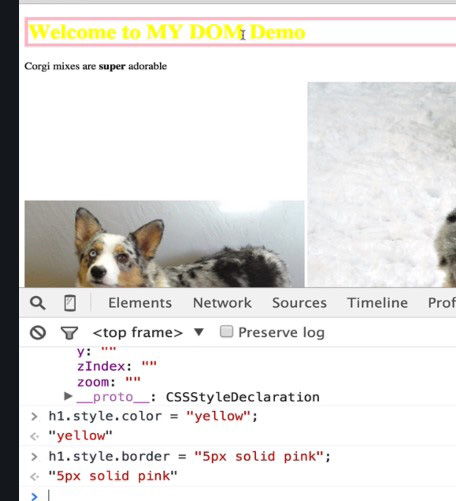 Welcome to MY DOM Demo
Corgi mixes are super adorable
Elements Network Sources Timeline Prof
<top frame> ▼ Preserve log
y: ""
zIndex: ""
zoom: ""
▶ __proto__: CSSStyleDeclaration
> h1.style.color = "yellow";
<· "yellow"
> h1.style.border = "5px solid pink";
<· "5px solid pink"
>